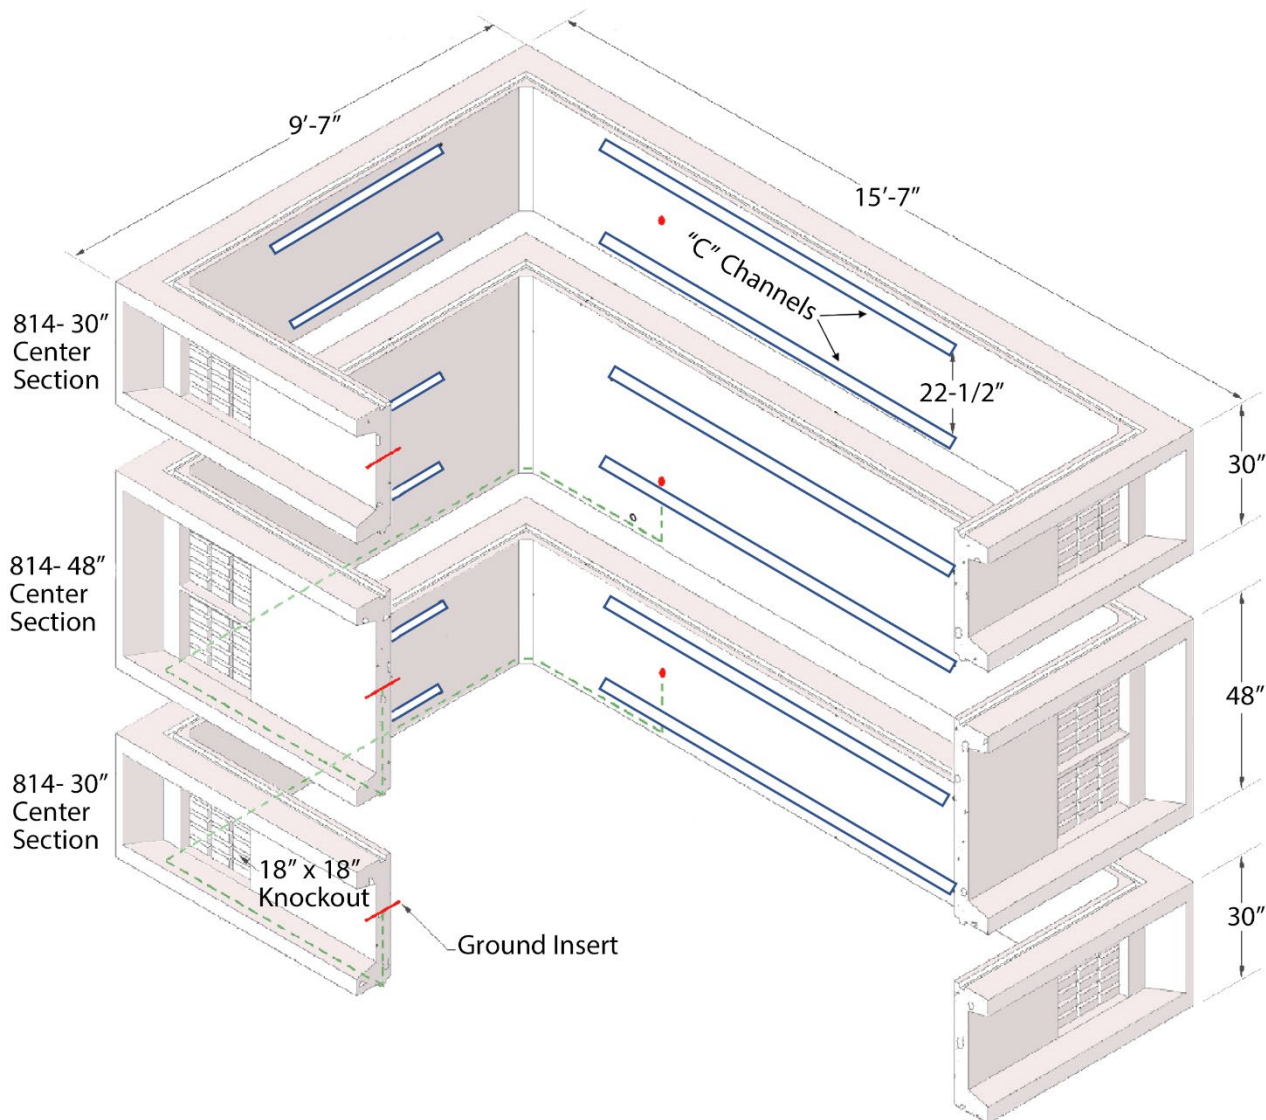 9’-7”
15’-7”
“C” Channels
22-1/2”
814- 30”
Center
Section
30”
814- 48”
Center
Section
48”
814- 30”
Center
Section
18” x 18”
Knockout
30”
Ground Insert